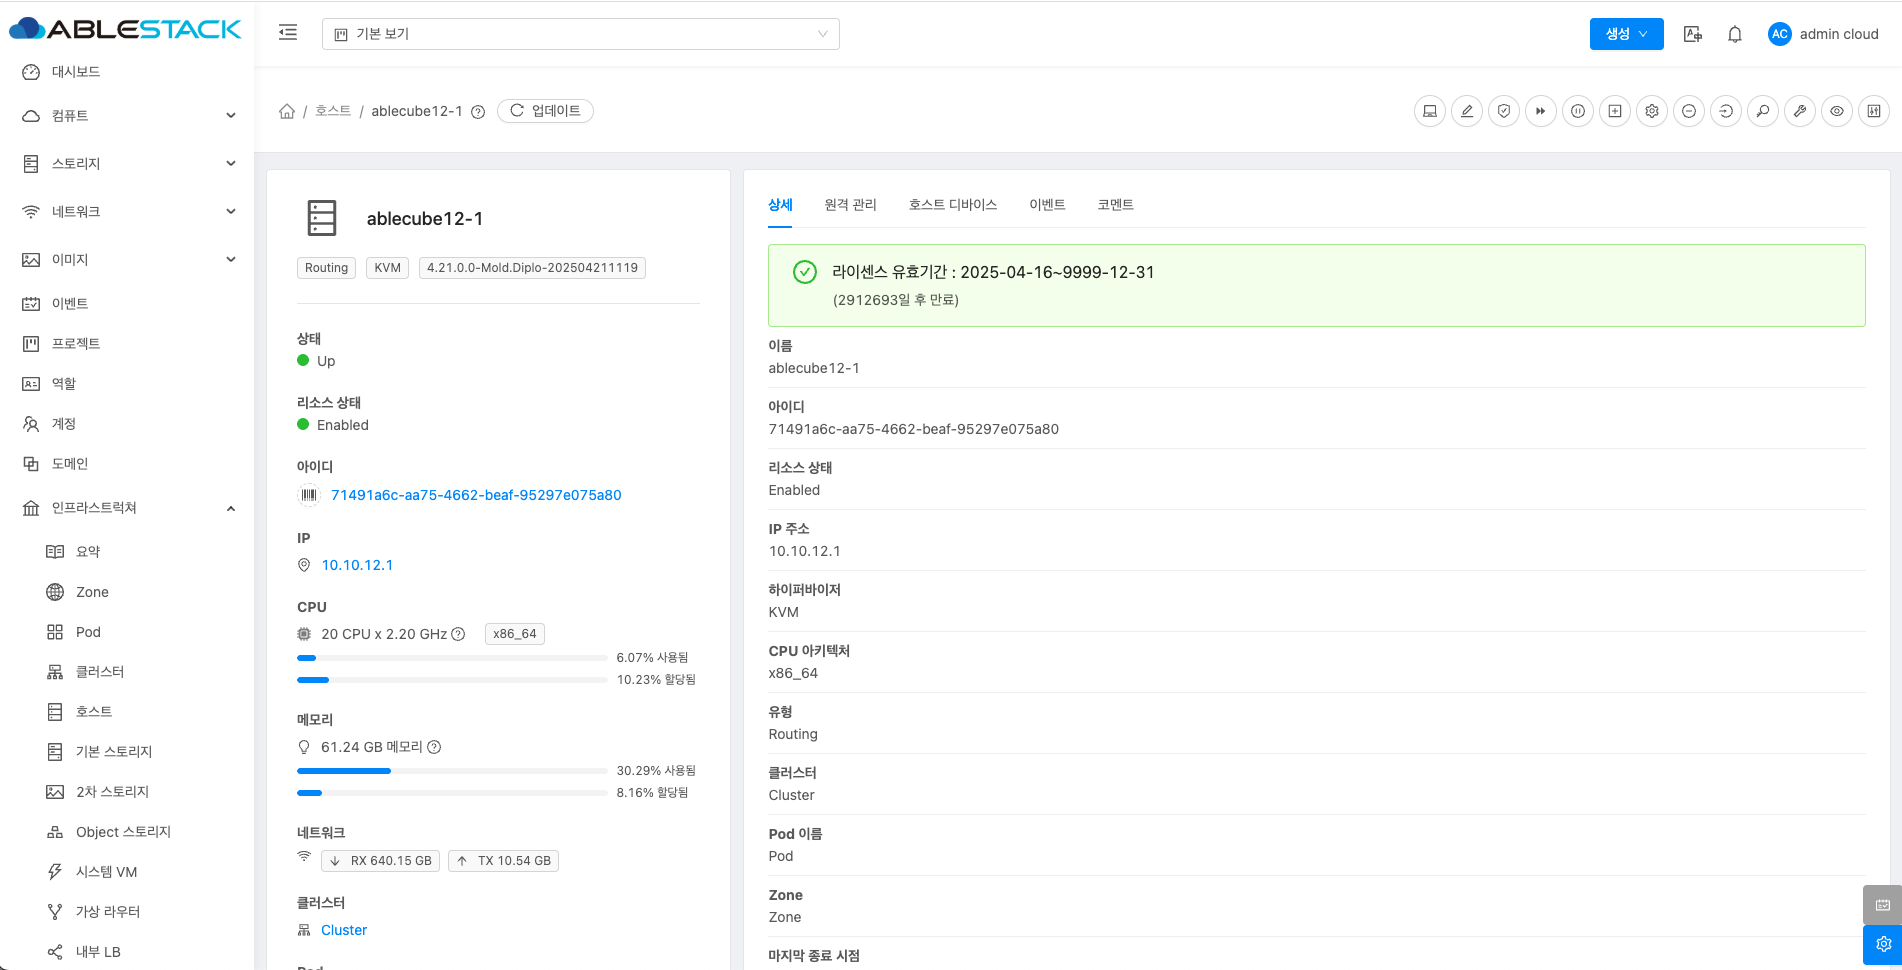 ABLESTACK
기본 보기
생성
AC
admin cloud
대시보드
컴퓨트
스토리지
네트워크
이미지
이벤트
프로젝트
역할
계정
도메인
인프라스트럭쳐
요약
Zone
Pod
클러스터
호스트
기본 스토리지
2차 스토리지
Object 스토리지
시스템 VM
가상 라우터
내부 LB
/ 호스트 / ablecube12-1
업데이트
ablecube12-1
Routing
KVM
4.21.0.0-Mold.Diplo-202504211119
상태
Up
리소스 상태
Enabled
아이디
71491a6c-aa75-4662-beaf-95297e075a80
IP
10.10.12.1
CPU
20 CPU x 2.20 GHz
x86_64
6.07% 사용됨
10.23% 할당됨
메모리
61.24 GB 메모리
30.29% 사용됨
8.16% 할당됨
네트워크
RX 640.15 GB
TX 10.54 GB
클러스터
Cluster
상세
원격 관리
호스트 디바이스
이벤트
코멘트
라이센스 유효기간 : 2025-04-16~9999-12-31
(2912693일 후 만료)
이름
ablecube12-1
아이디
71491a6c-aa75-4662-beaf-95297e075a80
리소스 상태
Enabled
IP 주소
10.10.12.1
하이퍼바이저
KVM
CPU 아키텍처
x86_64
유형
Routing
클러스터
Cluster
Pod 이름
Pod
Zone
Zone
마지막 종료 시점